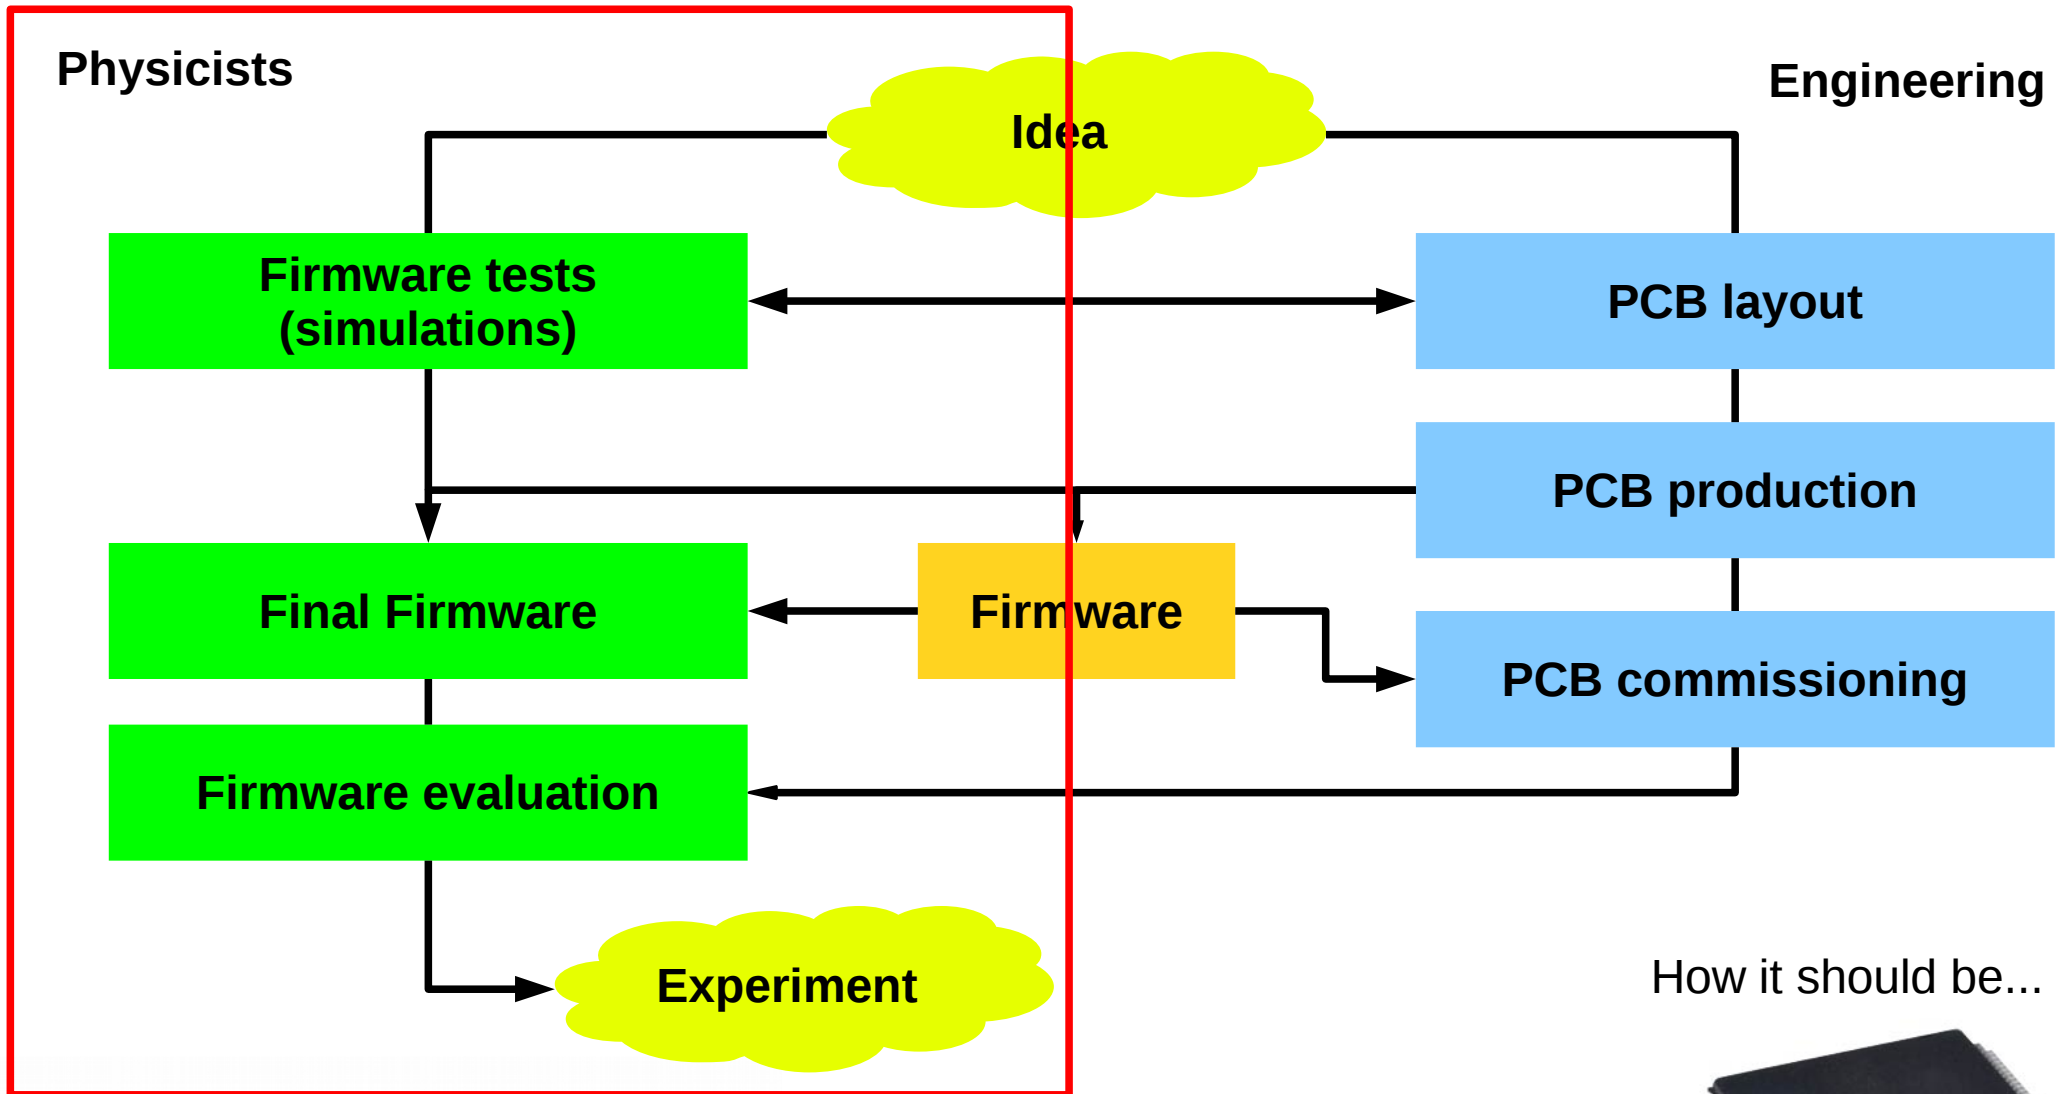 Physicists
Engineering
Idea
Firmware tests
(simulations)
PCB layout
PCB production
Final Firmware
Firmware
PCB commissioning
Firmware evaluation
Experiment
How it should be...